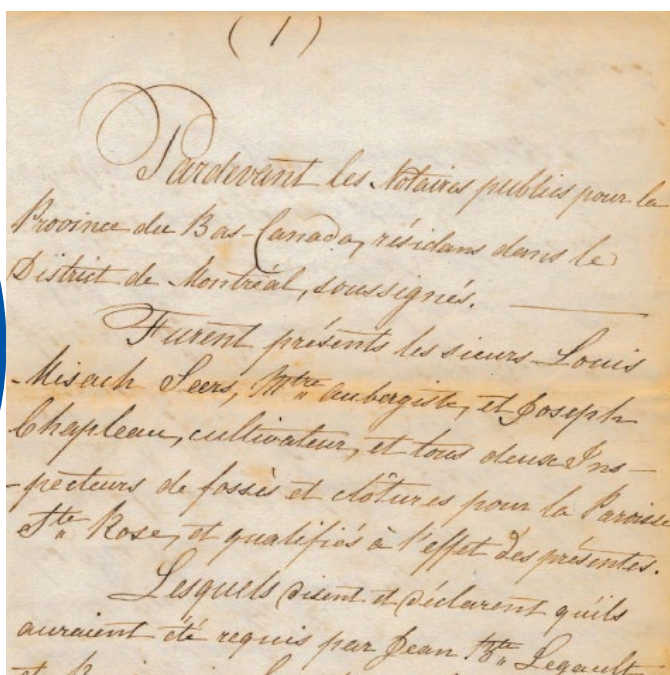 (1)
Pardevant les Notaires publics pour la
Province du Bas-Canada, résidans dans le
District de Montréal, soussignés.
Furent présents les sieurs Louis
Misach Seers, Mtre aubergiste, et Joseph
Chapleau, cultivateur, et tous deux Ins-
-pecteurs de fossés et clôtures pour la Paroisse
Ste Rose, et qualifiés à l'effet des présentes.
Lesquels disent et déclarent qu'ils
auraient été requis par Jean Bte Legault
et